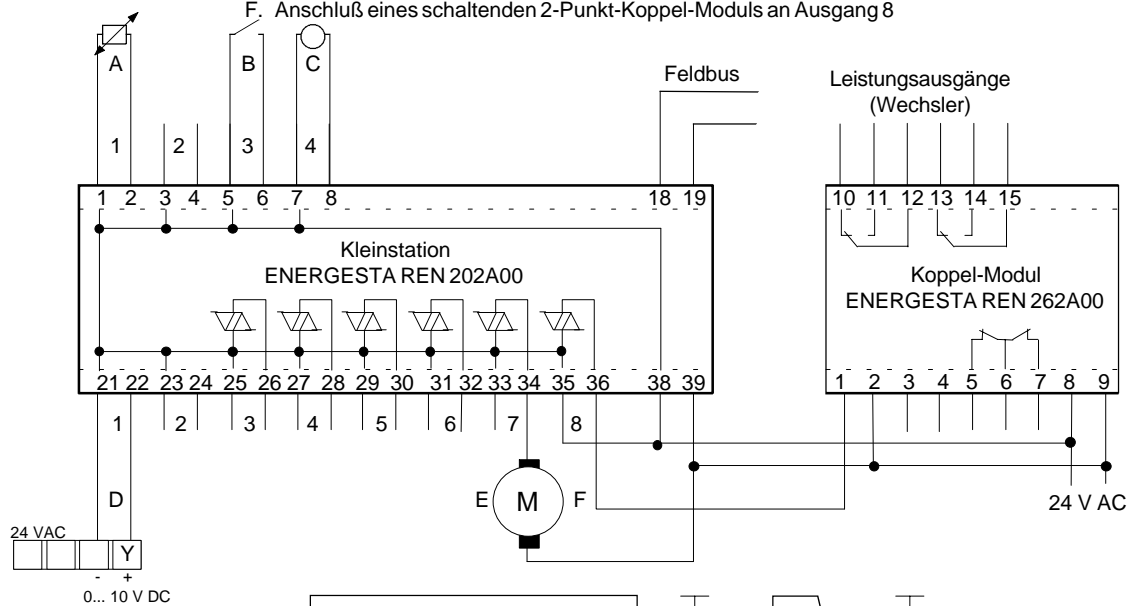 F. Anschluß eines schaltenden 2-Punkt-Koppel-Moduls an Ausgang 8
A B C
Feldbus
Leistungsausgänge
(Wechsler)
1 2 3 4
1 2 3 4 5 6 7 8 18 19
10 11 12 13 14 15
Kleinstation
ENERGESTA REN 202A00
Koppel-Modul
ENERGESTA REN 262A00
21 22 23 24 25 26 27 28 29 30 31 32 33 34 35 36 38 39
1 2 3 4 5 6 7 8 9
1 2 3 4 5 6 7 8
D
E M F
24 V AC
24 VAC
Y
- +
0... 10 V DC